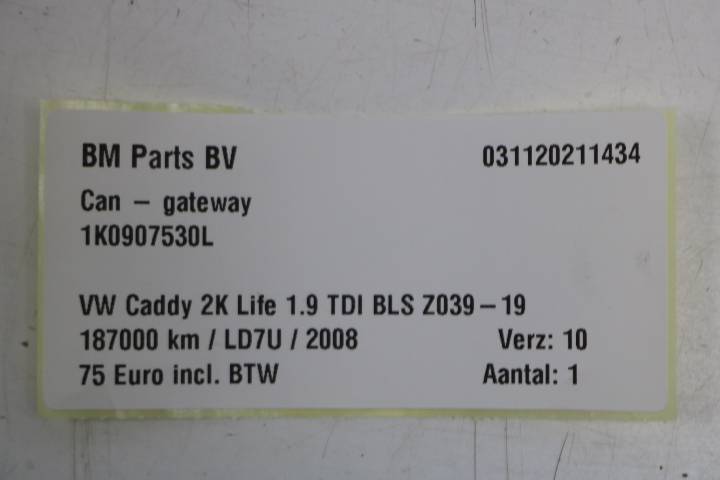 BM Parts BV 031120211434
Can – gateway
1K0907530L
VW Caddy 2K Life 1.9 TDI BLS Z039 – 19
187000 km / LD7U / 2008 Verz: 10
75 Euro incl. BTW Aantal: 1